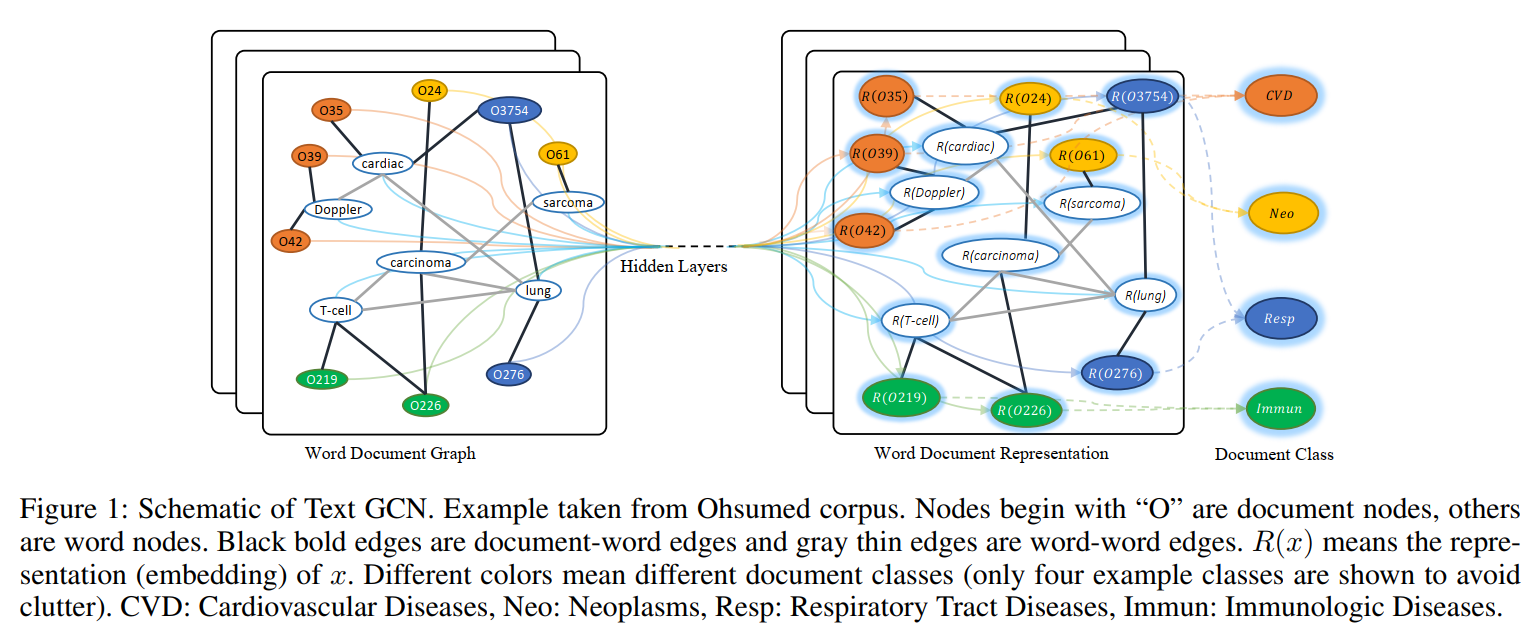 O24
O35
O3754
O39
cardiac
O61
Doppler
sarcoma
O42
carcinoma
lung
T-cell
O219
O276
O226
Word Document Graph
Hidden Layers
R(O35)
R(O24)
R(O3754)
R(O39)
R(cardiac)
R(O61)
R(Doppler)
R(sarcoma)
R(O42)
R(carcinoma)
R(lung)
R(T-cell)
R(O276)
R(O219)
R(O226)
Word Document Representation
CVD
Neo
Resp
Immun
Document Class
Figure 1: Schematic of Text GCN. Example taken from Ohsumed corpus. Nodes begin with “O” are document nodes, others
are word nodes. Black bold edges are document-word edges and gray thin edges are word-word edges. R(x) means the repre-
sentation (embedding) of x. Different colors mean different document classes (only four example classes are shown to avoid
clutter). CVD: Cardiovascular Diseases, Neo: Neoplasms, Resp: Respiratory Tract Diseases, Immun: Immunologic Diseases.